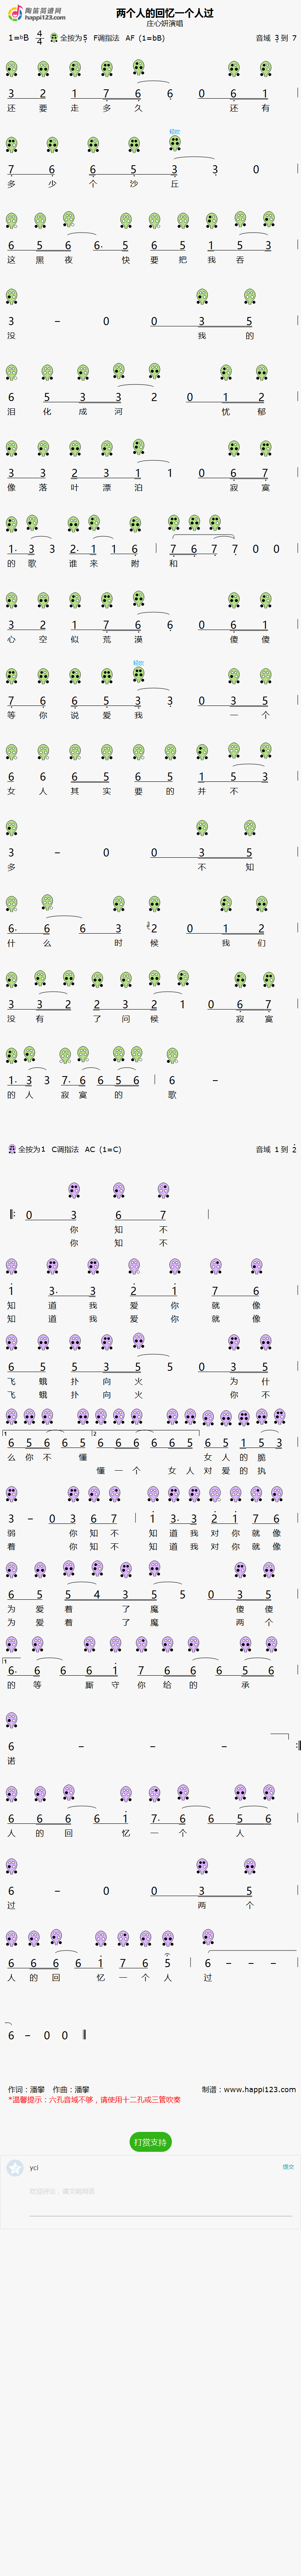 陶笛简谱网
happi123.com
两个人的回忆一个人过
庄心妍演唱
1=bB 4/4 全按为5 F调指法 AF (1=bB) 音域 3 到 7
3 2 1 7 6 6 0 6 1
还 要 走 多 久 还 有
轻吹
7 6 6 5 3 3 0
多 少 个 沙 丘
6 5 6 6. 5 6 5 1 5 3
这 黑 夜 快 要 把 我 吞
3 – 0 0 3 5
没 我 的
6 5 3 3 2 0 1 2
泪 化 成 河 忧 郁
3 3 2 3 1 1 0 6 7
像 落 叶 漂 泊 寂 寞
1. 3 3 2. 1 1 6 | 7 6 7 7 0 0
的 歌 谁 来 附 和
3 2 1 7 6 6 0 6 1
心 空 似 荒 漠 傻 傻
轻吹
7 6 6 5 3 3 0 3 5
等 你 说 爱 我 一 个
6 6 6 5 6 5 1 5 3
女 人 其 实 要 的 并 不
3 – 0 0 3 5
多 不 知
6. 6 6 3 3 2 0 1 2
什 么 时 候 我 们
3 3 2 2 3 2 1 0 6 7
没 有 了 问 候 寂 寞
1. 3 3 7. 6 6 5 6 | 6 –
的 人 寂 寞 的 歌
全按为1 C调指法 AC (1=C) 音域 1 到 2
0 3 6 7
你 知 不
你 知 不
1 3. 3 2 1 7 6
知 道 我 爱 你 就 像
知 道 我 爱 你 就 像
6 5 5 3 5 5 0 3 5
飞 蛾 扑 向 火 为 什
飞 蛾 扑 向 火 你 不
1 2
6 5 6 6 5 6 6 6 6 6 5 6 5 1 5 3
么 你 不 懂 女 人 的 脆
懂 一 个 女 人 对 爱 的 执
3 – 0 3 6 7 | 1 3. 3 2 1 7 6
弱 你 知 不 知 道 我 对 你 就 像
着 你 知 不 知 道 我 对 你 就 像
6 5 5 4 3 5 5 0 3 5
为 爱 着 了 魔 傻 傻
为 爱 着 了 魔 两 个
1
6. 6 6 6 1 7 6 6 6 5 6
的 等 厮 守 你 给 的 承
6 – – –
诺
6 6 6 6 1 7. 6 6 5 6
人 的 回 忆 一 个 人
6 – 0 0 3 5
过 两 个
6 6 6 6 1 7 6 5 | 6 – – –
人 的 回 忆 一 个 人 过
6 – 0 0
作词：潘攀 作曲：潘攀 制谱：www.happi123.com
*温馨提示：六孔音域不够，请使用十二孔或三管吹奏
打赏支持
ycl 提交